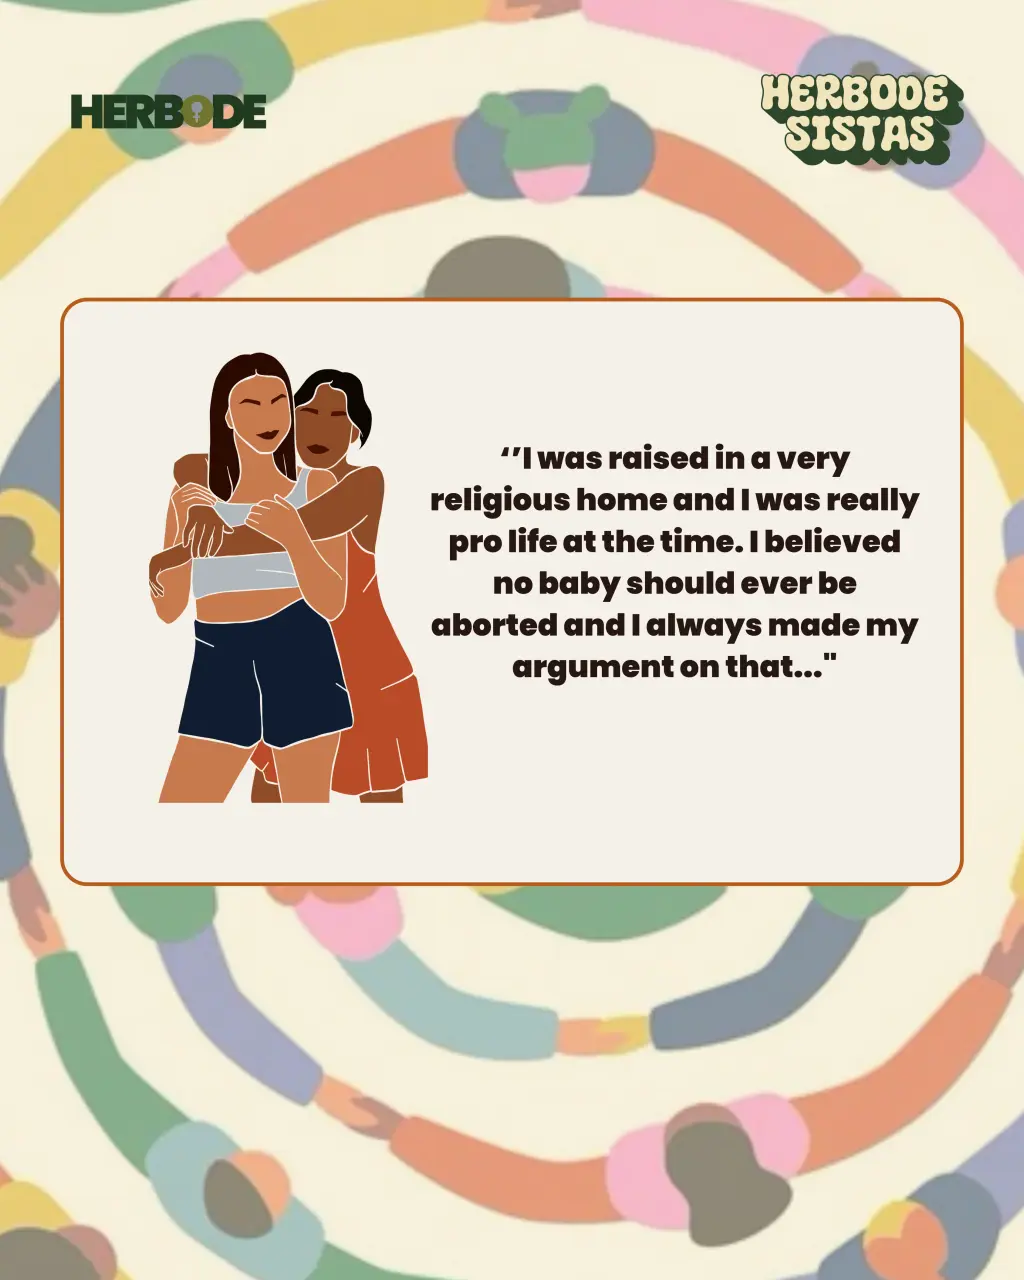 HERBODE
HERBODE
SISTAS
‘’I was raised in a very
religious home and I was really
pro life at the time. I believed
no baby should ever be
aborted and I always made my
argument on that..."